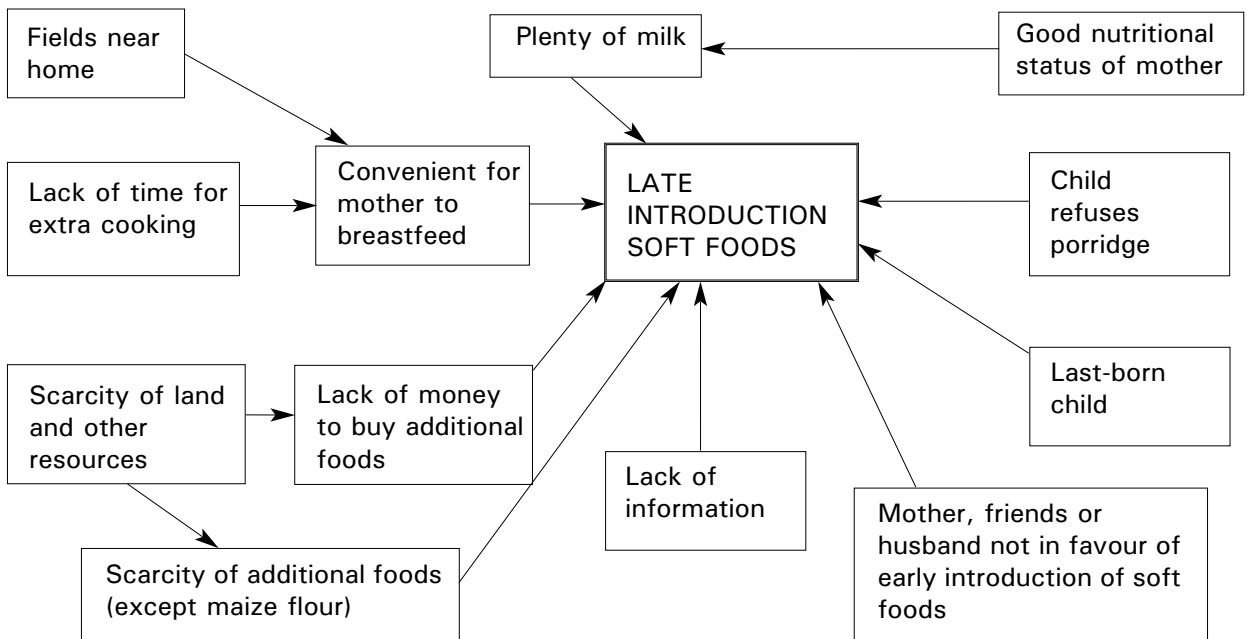 Fields near
home
Plenty of milk
Good nutritional
status of mother
Lack of time for
extra cooking
Convenient for
mother to
breastfeed
LATE
INTRODUCTION
SOFT FOODS
Child
refuses
porridge
Scarcity of land
and other
resources
Lack of money
to buy additional
foods
Last-born
child
Lack of
information
Mother, friends or
husband not in favour of
early introduction of soft
foods
Scarcity of additional foods
(except maize flour)